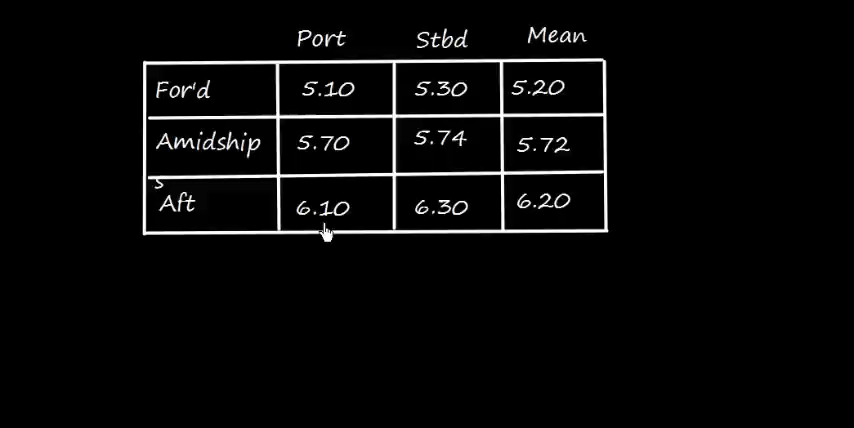 Port Stbd Mean
For'd 5.10 5.30 5.20
Amidship 5.70 5.74 5.72
s
Aft 6.10 6.30 6.20